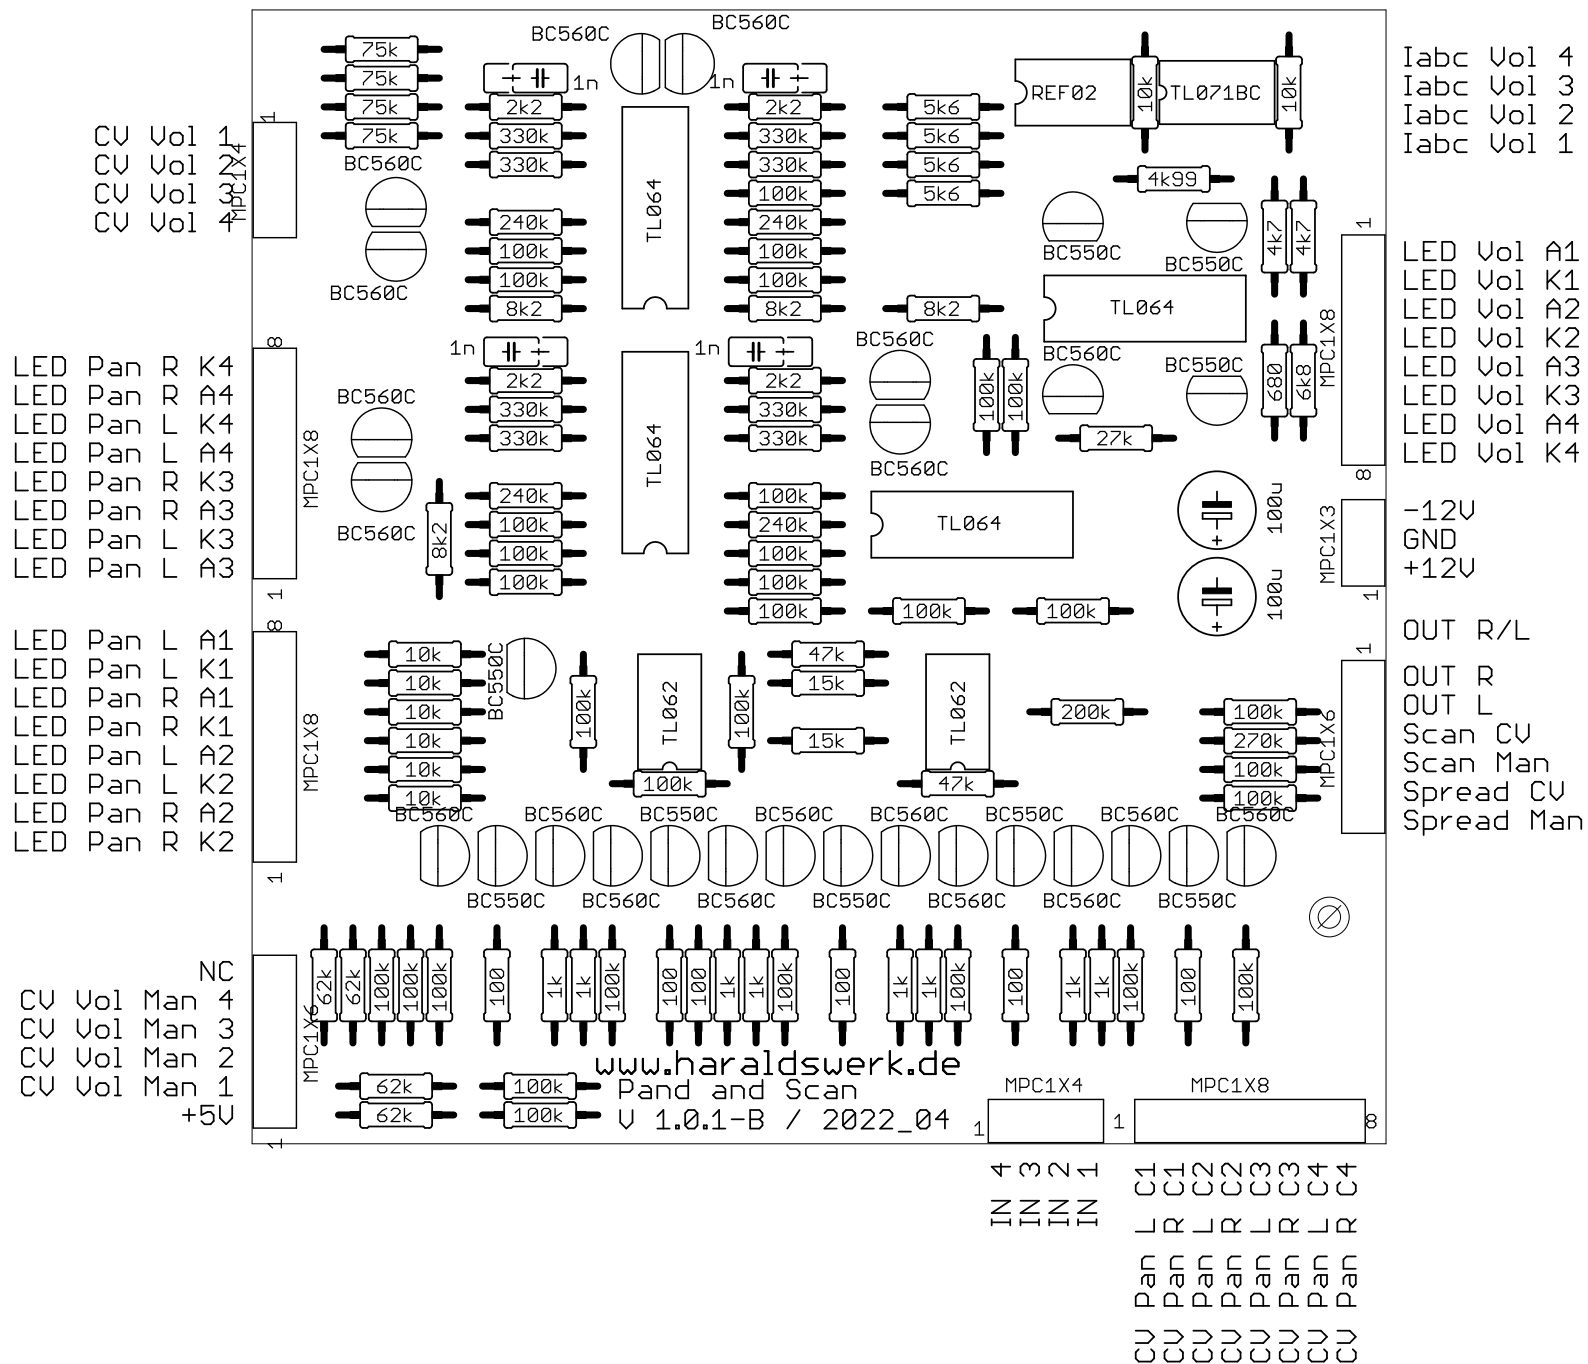 BC560C
BC560C
75k
75k
75k
75k
1n
1n
2k2
330k
330k
240k
100k
100k
8k2
TL064
2k2
330k
330k
100k
240k
100k
100k
8k2
5k6
5k6
5k6
5k6
8k2
REF02
10k
TL071BC
10k
4k99
Iabc Vol 4
Iabc Vol 3
Iabc Vol 2
Iabc Vol 1
1
CV Vol 1
CV Vol 2
CV Vol 3
CV Vol 4
MPC1X4
BC560C
BC560C
BC550C
BC550C
4k7
4k7
TL064
1
LED Vol A1
LED Vol K1
LED Vol A2
LED Vol K2
LED Vol A3
LED Vol K3
LED Vol A4
LED Vol K4
MPC1X8
8
8
LED Pan R K4
LED Pan R A4
LED Pan L K4
LED Pan L A4
LED Pan R K3
LED Pan R A3
LED Pan L K3
LED Pan L A3
MPC1X8
1
BC560C
BC560C
8k2
1n
1n
2k2
330k
330k
240k
100k
100k
100k
TL064
2k2
330k
330k
100k
240k
100k
100k
100k
BC560C
BC560C
100k
100k
BC560C
BC550C
680
6k8
27k
TL064
100u
100u
100k
100k
-12V
GND
+12V
MPC1X3
1
8
LED Pan L A1
LED Pan L K1
LED Pan R A1
LED Pan R K1
LED Pan L A2
LED Pan L K2
LED Pan R A2
LED Pan R K2
MPC1X8
1
10k
10k
10k
10k
10k
10k
BC550C
100k
TL062
100k
100k
47k
15k
15k
TL062
47k
200k
100k
270k
100k
100k
1
OUT R/L
OUT R
OUT L
Scan CV
Scan Man
Spread CV
Spread Man
MPC1X6
BC560C
BC560C
BC550C
BC560C
BC560C
BC550C
BC560C
BC560C
BC550C
BC560C
BC560C
BC550C
BC560C
BC560C
BC550C
NC
CV Vol Man 4
CV Vol Man 3
CV Vol Man 2
CV Vol Man 1
+5V
MPC1X6
1
62k
62k
100k
100k
100k
100
1k
1k
100k
100
100
1k
1k
100k
100
1k
1k
100k
100
1k
1k
100k
100
100k
62k
62k
100k
100k
www.haraldswerk.de
Pand and Scan
V 1.0.1-B / 2022_04
MPC1X4
1
MPC1X8
1
8
IN 4
IN 3
IN 2
IN 1
CV Pan L C1
CV Pan R C1
CV Pan L C2
CV Pan R C2
CV Pan L C3
CV Pan R C3
CV Pan L C4
CV Pan R C4